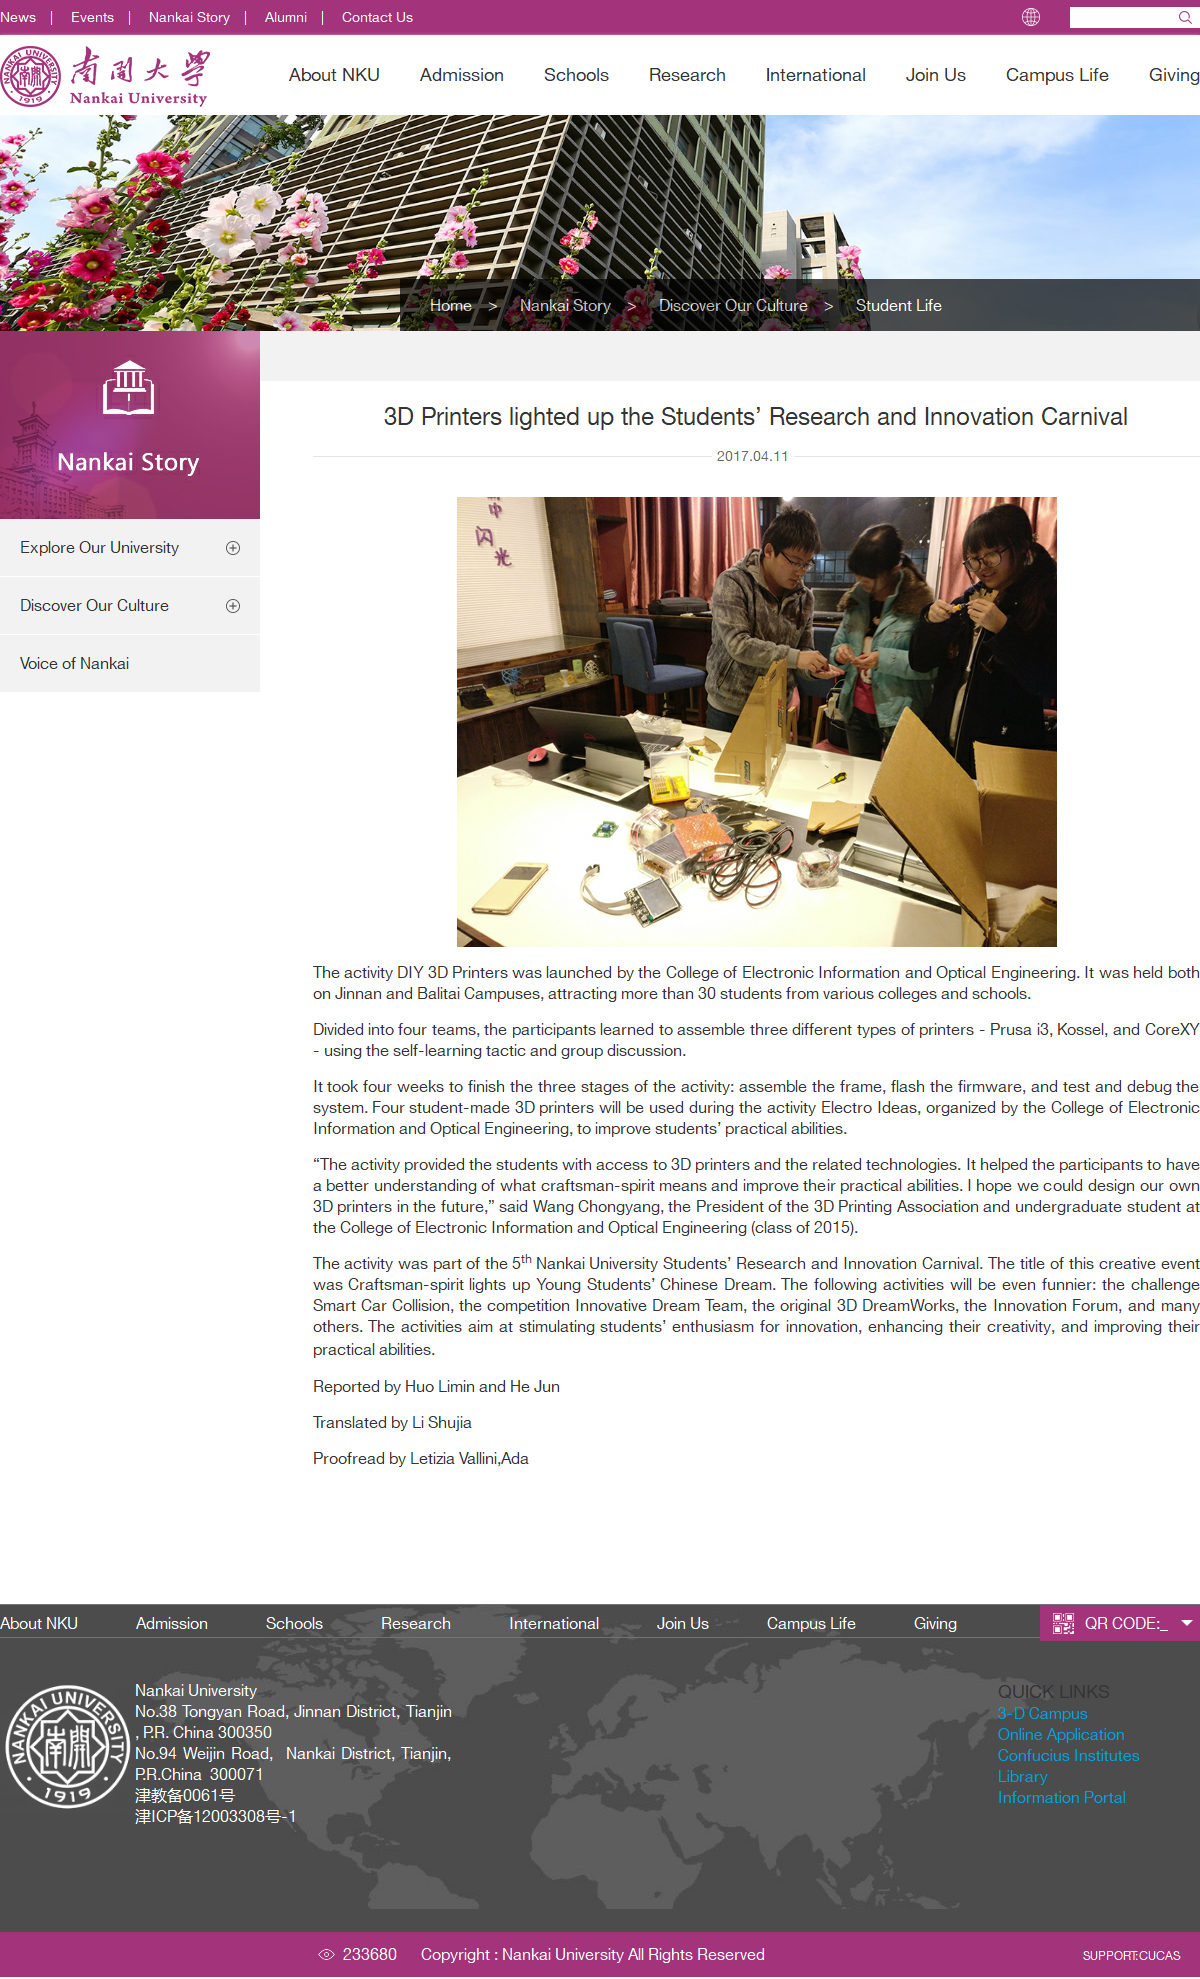 News | Events | Nankai Story | Alumni | Contact Us
NANKAI UNIVERSITY
1919
南開大學
Nankai University
About NKU Admission Schools Research International Join Us Campus Life Giving
Home > Nankai Story > Discover Our Culture > Student Life
Nankai Story
Explore Our University
Discover Our Culture
Voice of Nankai
3D Printers lighted up the Students’ Research and Innovation Carnival
2017.04.11
中
闪
光
The activity DIY 3D Printers was launched by the College of Electronic Information and Optical Engineering. It was held both
on Jinnan and Balitai Campuses, attracting more than 30 students from various colleges and schools.
Divided into four teams, the participants learned to assemble three different types of printers - Prusa i3, Kossel, and CoreXY
- using the self-learning tactic and group discussion.
It took four weeks to finish the three stages of the activity: assemble the frame, flash the firmware, and test and debug the
system. Four student-made 3D printers will be used during the activity Electro Ideas, organized by the College of Electronic
Information and Optical Engineering, to improve students’ practical abilities.
“The activity provided the students with access to 3D printers and the related technologies. It helped the participants to have
a better understanding of what craftsman-spirit means and improve their practical abilities. I hope we could design our own
3D printers in the future,” said Wang Chongyang, the President of the 3D Printing Association and undergraduate student at
the College of Electronic Information and Optical Engineering (class of 2015).
The activity was part of the 5th Nankai University Students’ Research and Innovation Carnival. The title of this creative event
was Craftsman-spirit lights up Young Students’ Chinese Dream. The following activities will be even funnier: the challenge
Smart Car Collision, the competition Innovative Dream Team, the original 3D DreamWorks, the Innovation Forum, and many
others. The activities aim at stimulating students’ enthusiasm for innovation, enhancing their creativity, and improving their
practical abilities.
Reported by Huo Limin and He Jun
Translated by Li Shujia
Proofread by Letizia Vallini,Ada
About NKU Admission Schools Research International Join Us Campus Life Giving QR CODE:_
NANKAI UNIVERSITY
南開
1919
Nankai University
No.38 Tongyan Road, Jinnan District, Tianjin
, P.R. China 300350
No.94 Weijin Road, Nankai District, Tianjin,
P.R.China 300071
津教备0061号
津ICP备12003308号-1
QUICK LINKS
3-D Campus
Online Application
Confucius Institutes
Library
Information Portal
233680 Copyright : Nankai University All Rights Reserved
SUPPORT:CUCAS